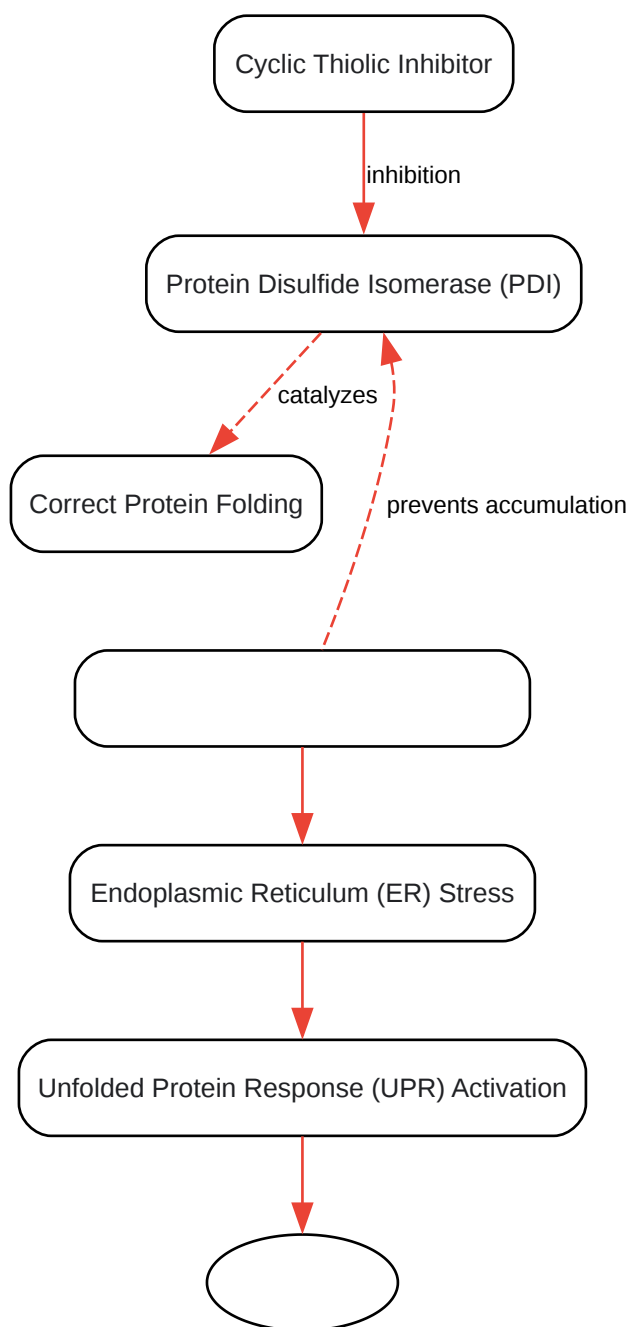 Cyclic Thiolic Inhibitor
inhibition
Protein Disulfide Isomerase (PDI)
catalyzes
Correct Protein Folding
prevents accumulation
Endoplasmic Reticulum (ER) Stress
Unfolded Protein Response (UPR) Activation